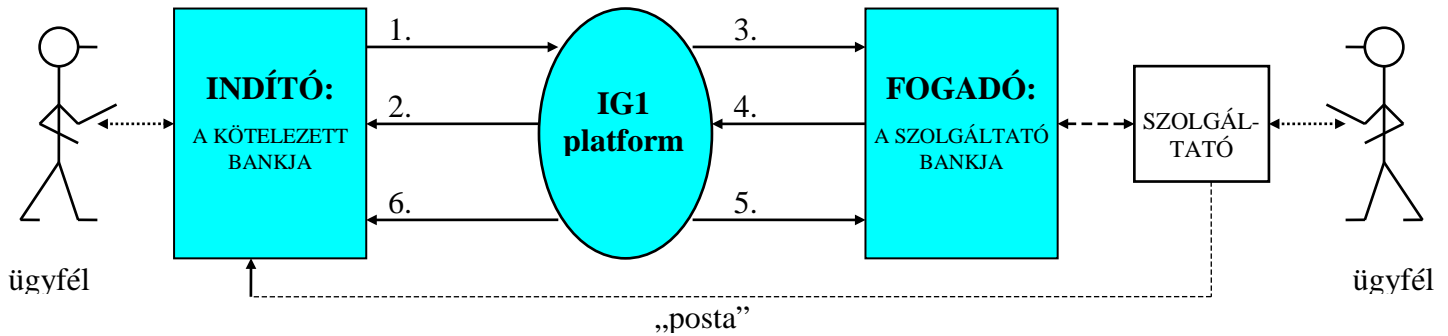 1.
3.
INDÍTÓ:
A KÖTELEZETT
BANKJA
2.
IG1
platform
4.
FOGADÓ:
A SZOLGÁLTATÓ
BANKJA
SZOLGÁL-
TATÓ
6.
5.
ügyfél
ügyfél
„posta”